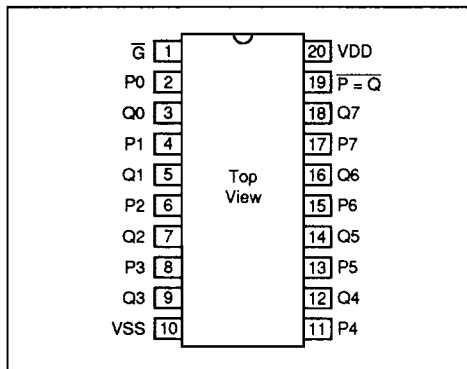 G̅ 1 20 VDD
P0 2 19 P̅ ̅=̅ ̅Q̅
Q0 3 18 Q7
P1 4 17 P7
Q1 5 16 Q6
P2 6 15 P6
Q2 7 14 Q5
P3 8 13 P5
Q3 9 12 Q4
VSS 10 11 P4
Top
View